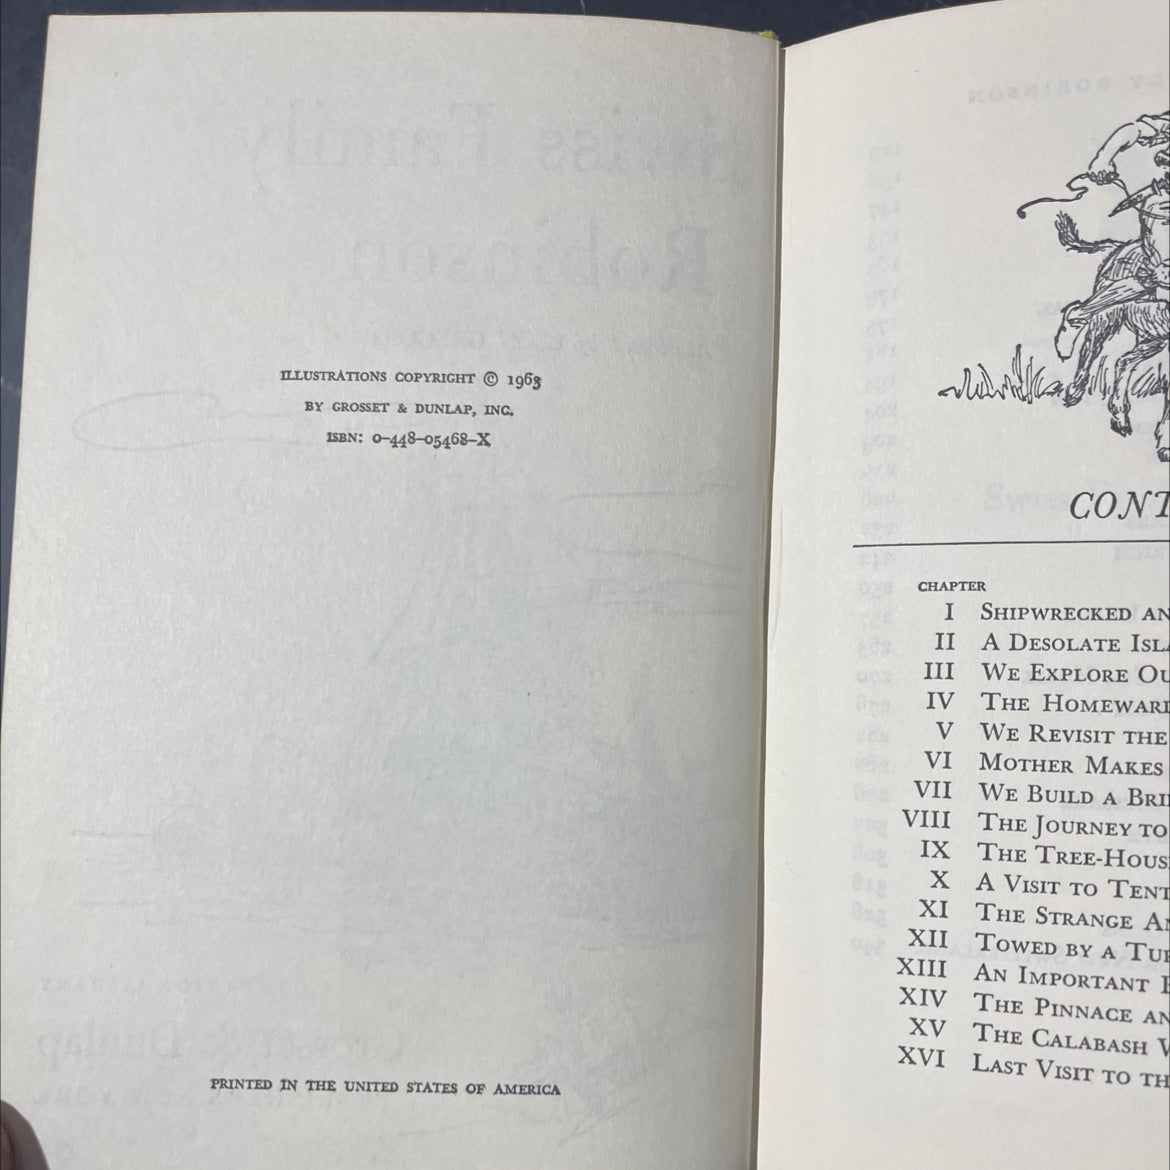 ILLUSTRATIONS COPYRIGHT © 1963
BY GROSSET & DUNLAP, INC.
ISBN: 0-448-05468-X
PRINTED IN THE UNITED STATES OF AMERICA
CONT
CHAPTER
I SHIPWRECKED AN
II A DESOLATE ISLA
III WE EXPLORE OU
IV THE HOMEWARD
V WE REVISIT THE
VI MOTHER MAKES
VII WE BUILD A BRI
VIII THE JOURNEY TO
IX THE TREE-HOUS
X A VISIT TO TENT
XI THE STRANGE AN
XII TOWED BY A TUR
XIII AN IMPORTANT
XIV THE PINNACE AN
XV THE CALABASH
XVI LAST VISIT TO TH